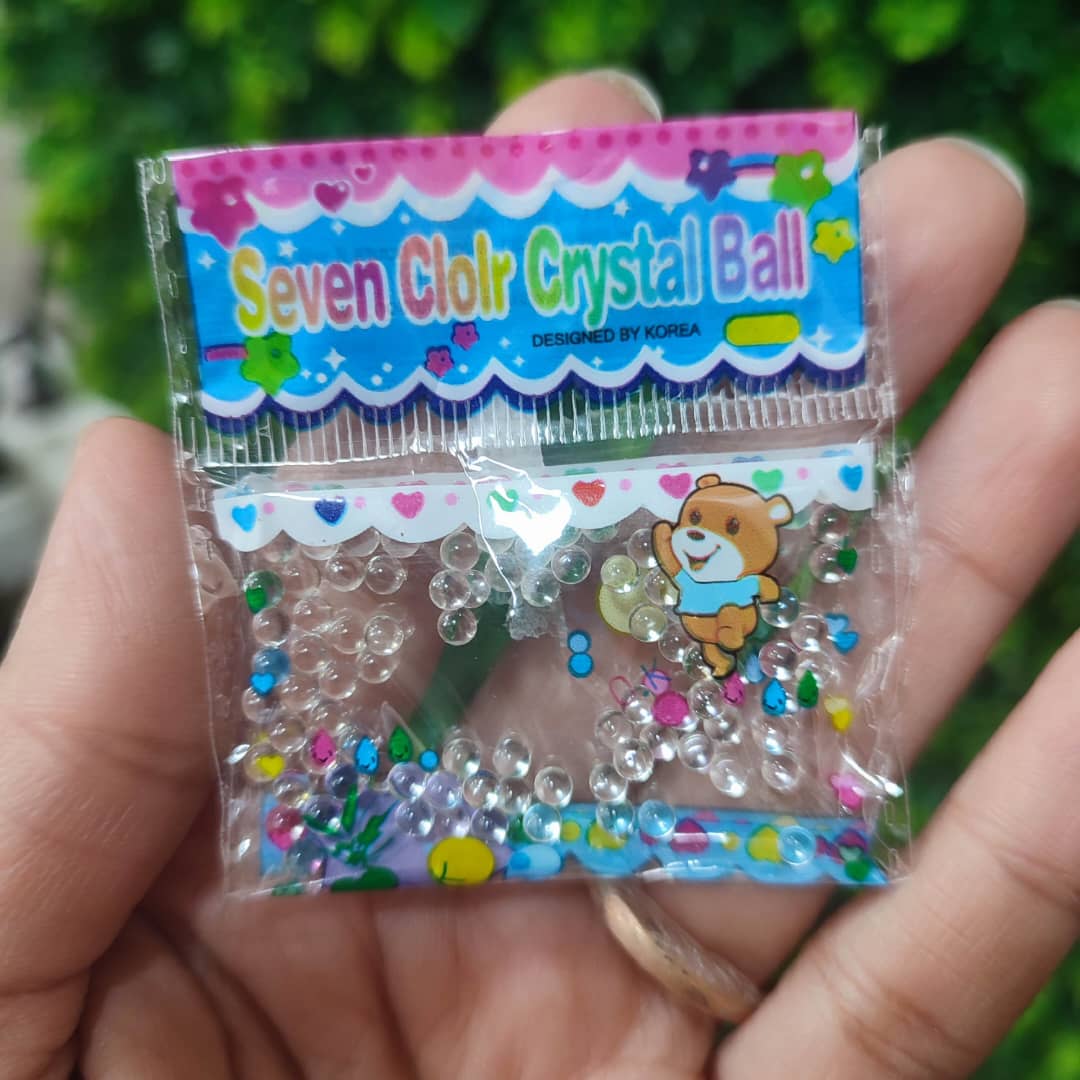 Seven Clolr Crystal Ball
DESIGNED BY KOREA